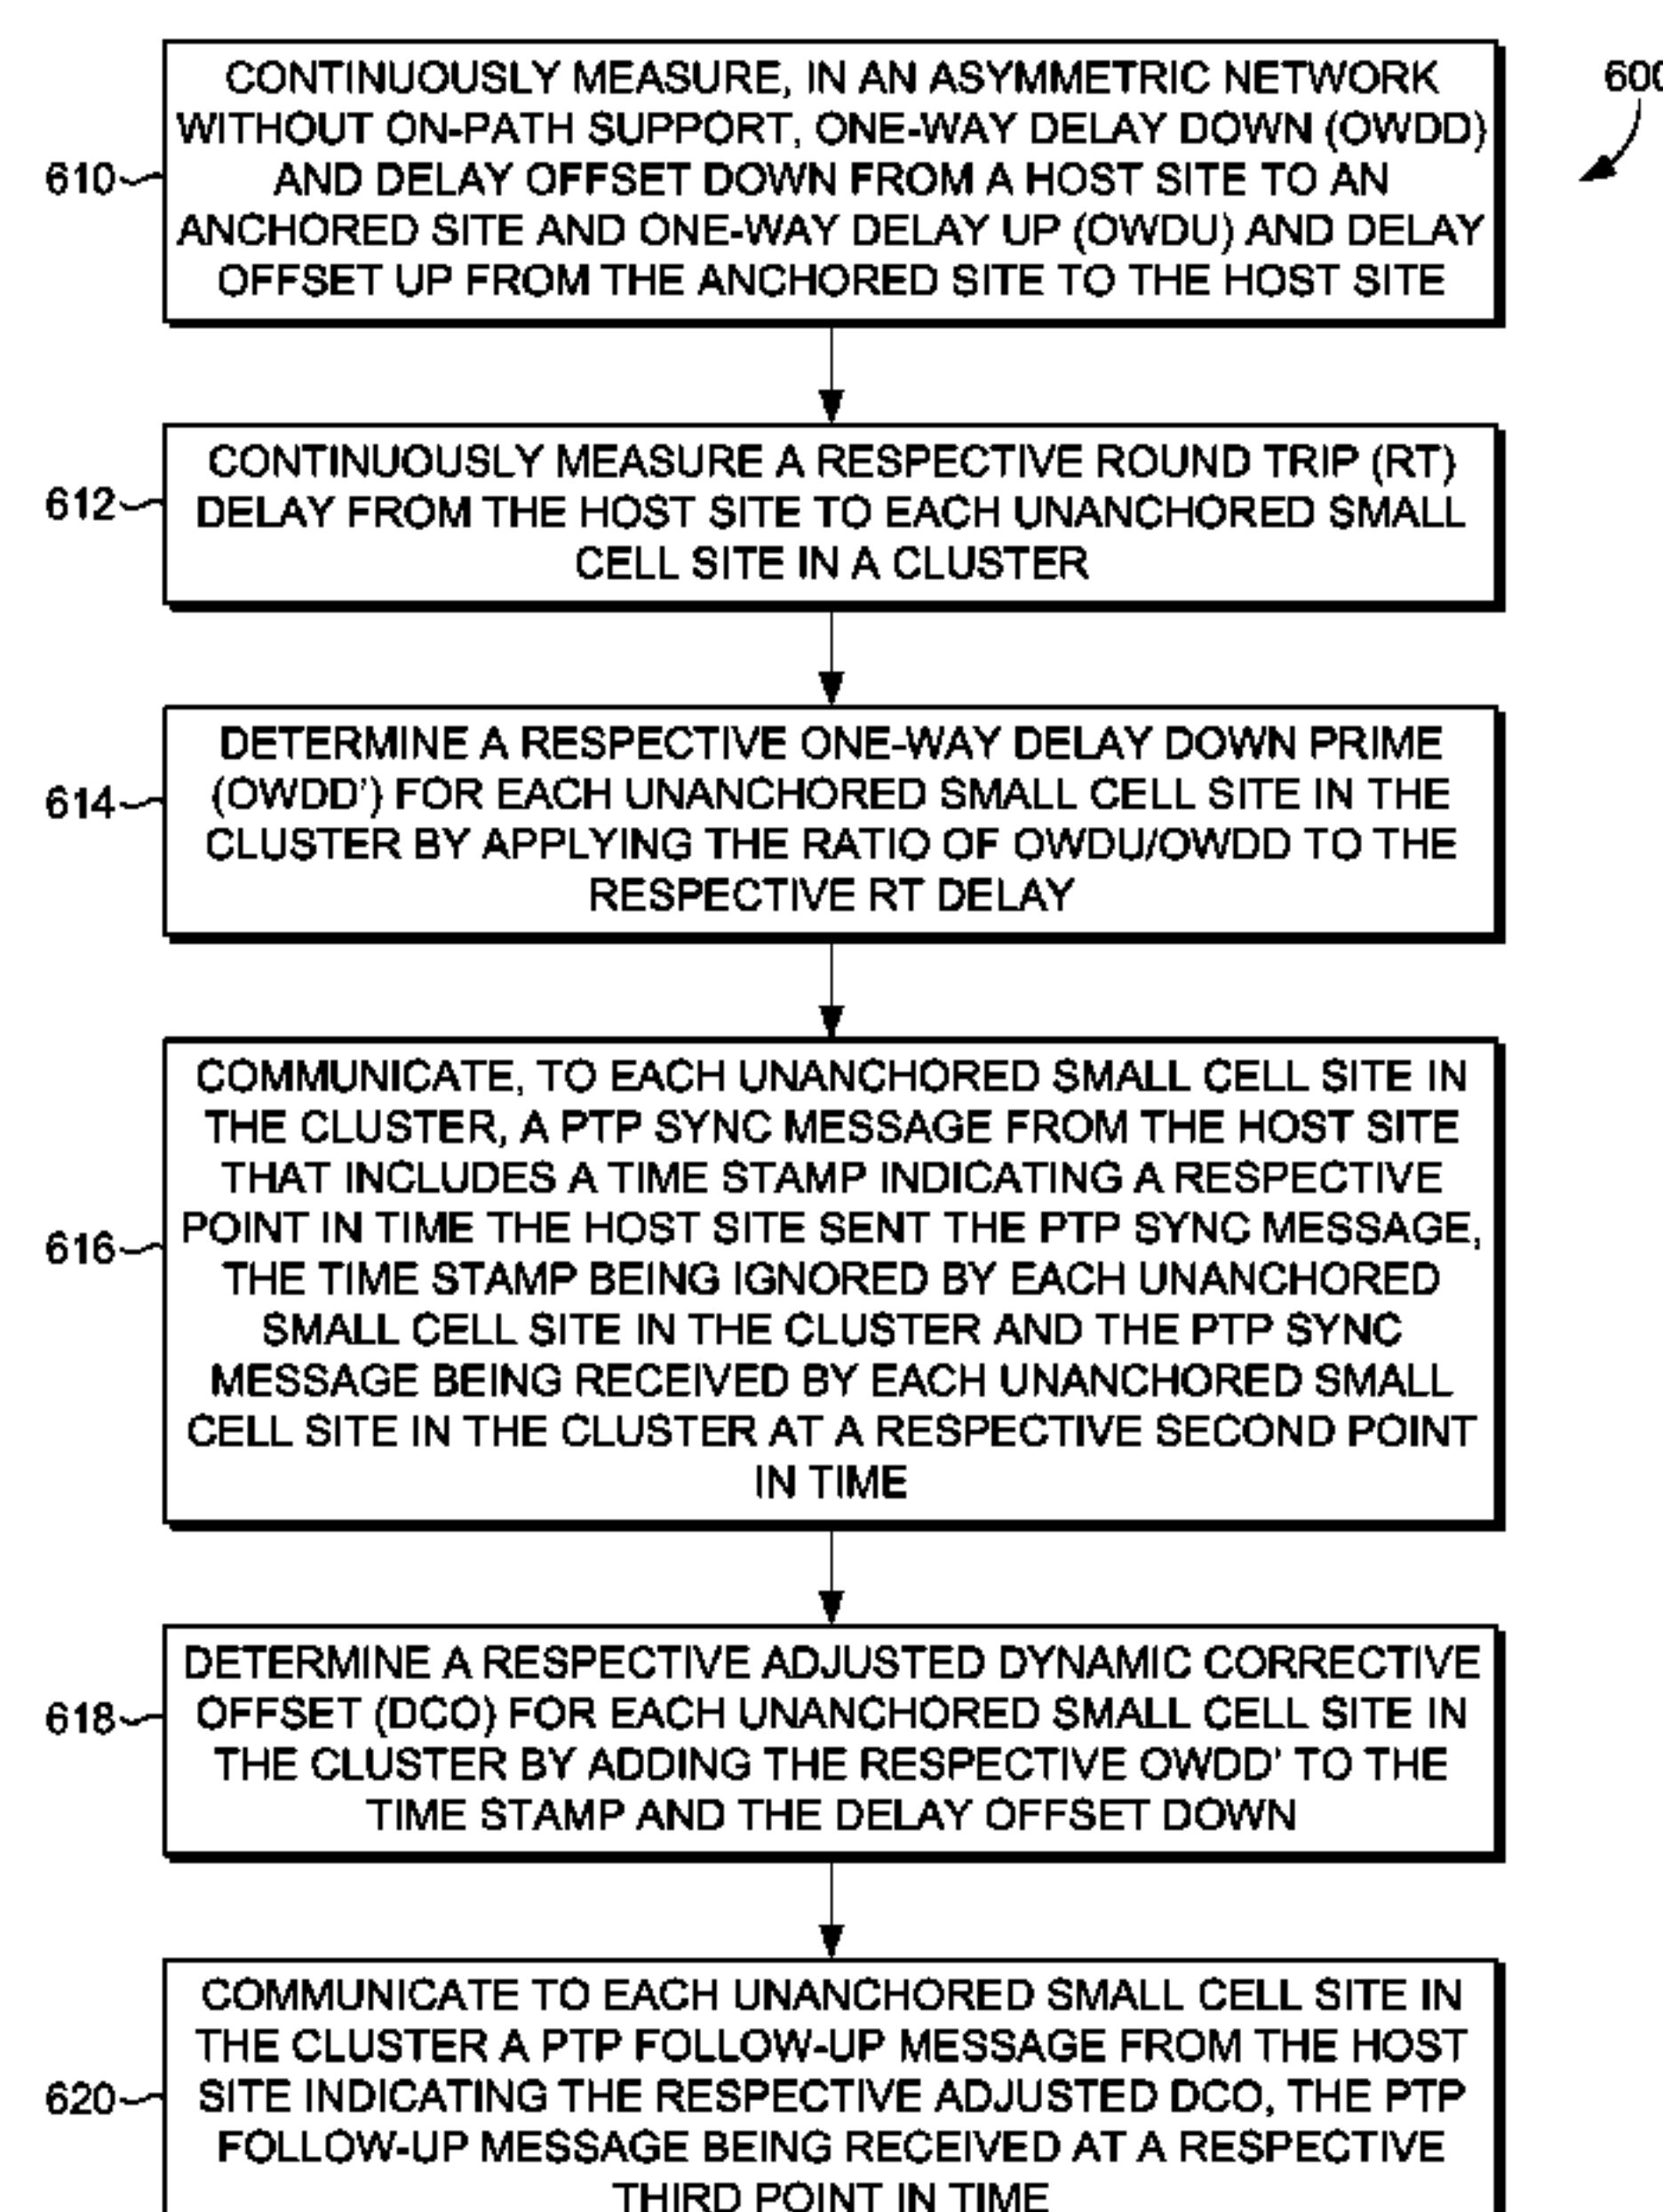 600
CONTINUOUSLY MEASURE, IN AN ASYMMETRIC NETWORK
WITHOUT ON-PATH SUPPORT, ONE-WAY DELAY DOWN (OWDD)
610
AND DELAY OFFSET DOWN FROM A HOST SITE TO AN
ANCHORED SITE AND ONE-WAY DELAY UP (OWDU) AND DELAY
OFFSET UP FROM THE ANCHORED SITE TO THE HOST SITE
CONTINUOUSLY MEASURE A RESPECTIVE ROUND TRIP (RT)
612
DELAY FROM THE HOST SITE TO EACH UNANCHORED SMALL
CELL SITE IN A CLUSTER
DETERMINE A RESPECTIVE ONE-WAY DELAY DOWN PRIME
614
(OWDD') FOR EACH UNANCHORED SMALL CELL SITE IN THE
CLUSTER BY APPLYING THE RATIO OF OWDU/OWDD TO THE
RESPECTIVE RT DELAY
COMMUNICATE, TO EACH UNANCHORED SMALL CELL SITE IN
THE CLUSTER, A PTP SYNC MESSAGE FROM THE HOST SITE
THAT INCLUDES A TIME STAMP INDICATING A RESPECTIVE
POINT IN TIME THE HOST SITE SENT THE PTP SYNC MESSAGE,
616
THE TIME STAMP BEING IGNORED BY EACH UNANCHORED
SMALL CELL SITE IN THE CLUSTER AND THE PTP SYNC
MESSAGE BEING RECEIVED BY EACH UNANCHORED SMALL
CELL SITE IN THE CLUSTER AT A RESPECTIVE SECOND POINT
IN TIME
DETERMINE A RESPECTIVE ADJUSTED DYNAMIC CORRECTIVE
618
OFFSET (DCO) FOR EACH UNANCHORED SMALL CELL SITE IN
THE CLUSTER BY ADDING THE RESPECTIVE OWDD' TO THE
TIME STAMP AND THE DELAY OFFSET DOWN
COMMUNICATE TO EACH UNANCHORED SMALL CELL SITE IN
THE CLUSTER A PTP FOLLOW-UP MESSAGE FROM THE HOST
620
SITE INDICATING THE RESPECTIVE ADJUSTED DCO, THE PTP
FOLLOW-UP MESSAGE BEING RECEIVED AT A RESPECTIVE
THIRD POINT IN TIME